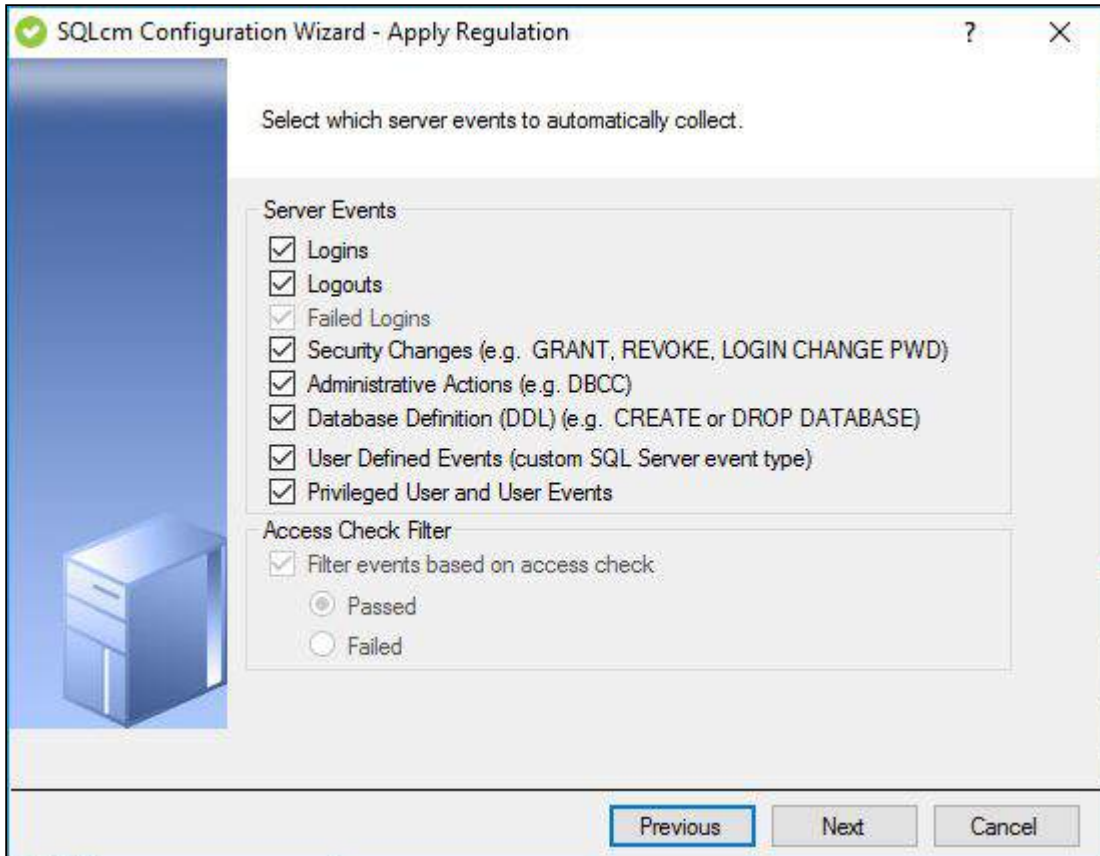 SQLcm Configuration Wizard - Apply Regulation ?
Select which server events to automatically collect.
Server Events
Logins
Logouts
Failed Logins
Security Changes (e.g. GRANT, REVOKE, LOGIN CHANGE PWD)
Administrative Actions (e.g. DBCC)
Database Definition (DDL) (e.g. CREATE or DROP DATABASE)
User Defined Events (custom SQL Server event type)
Privileged User and User Events
Access Check Filter
Filter events based on access check
Passed
Failed
Previous Next Cancel